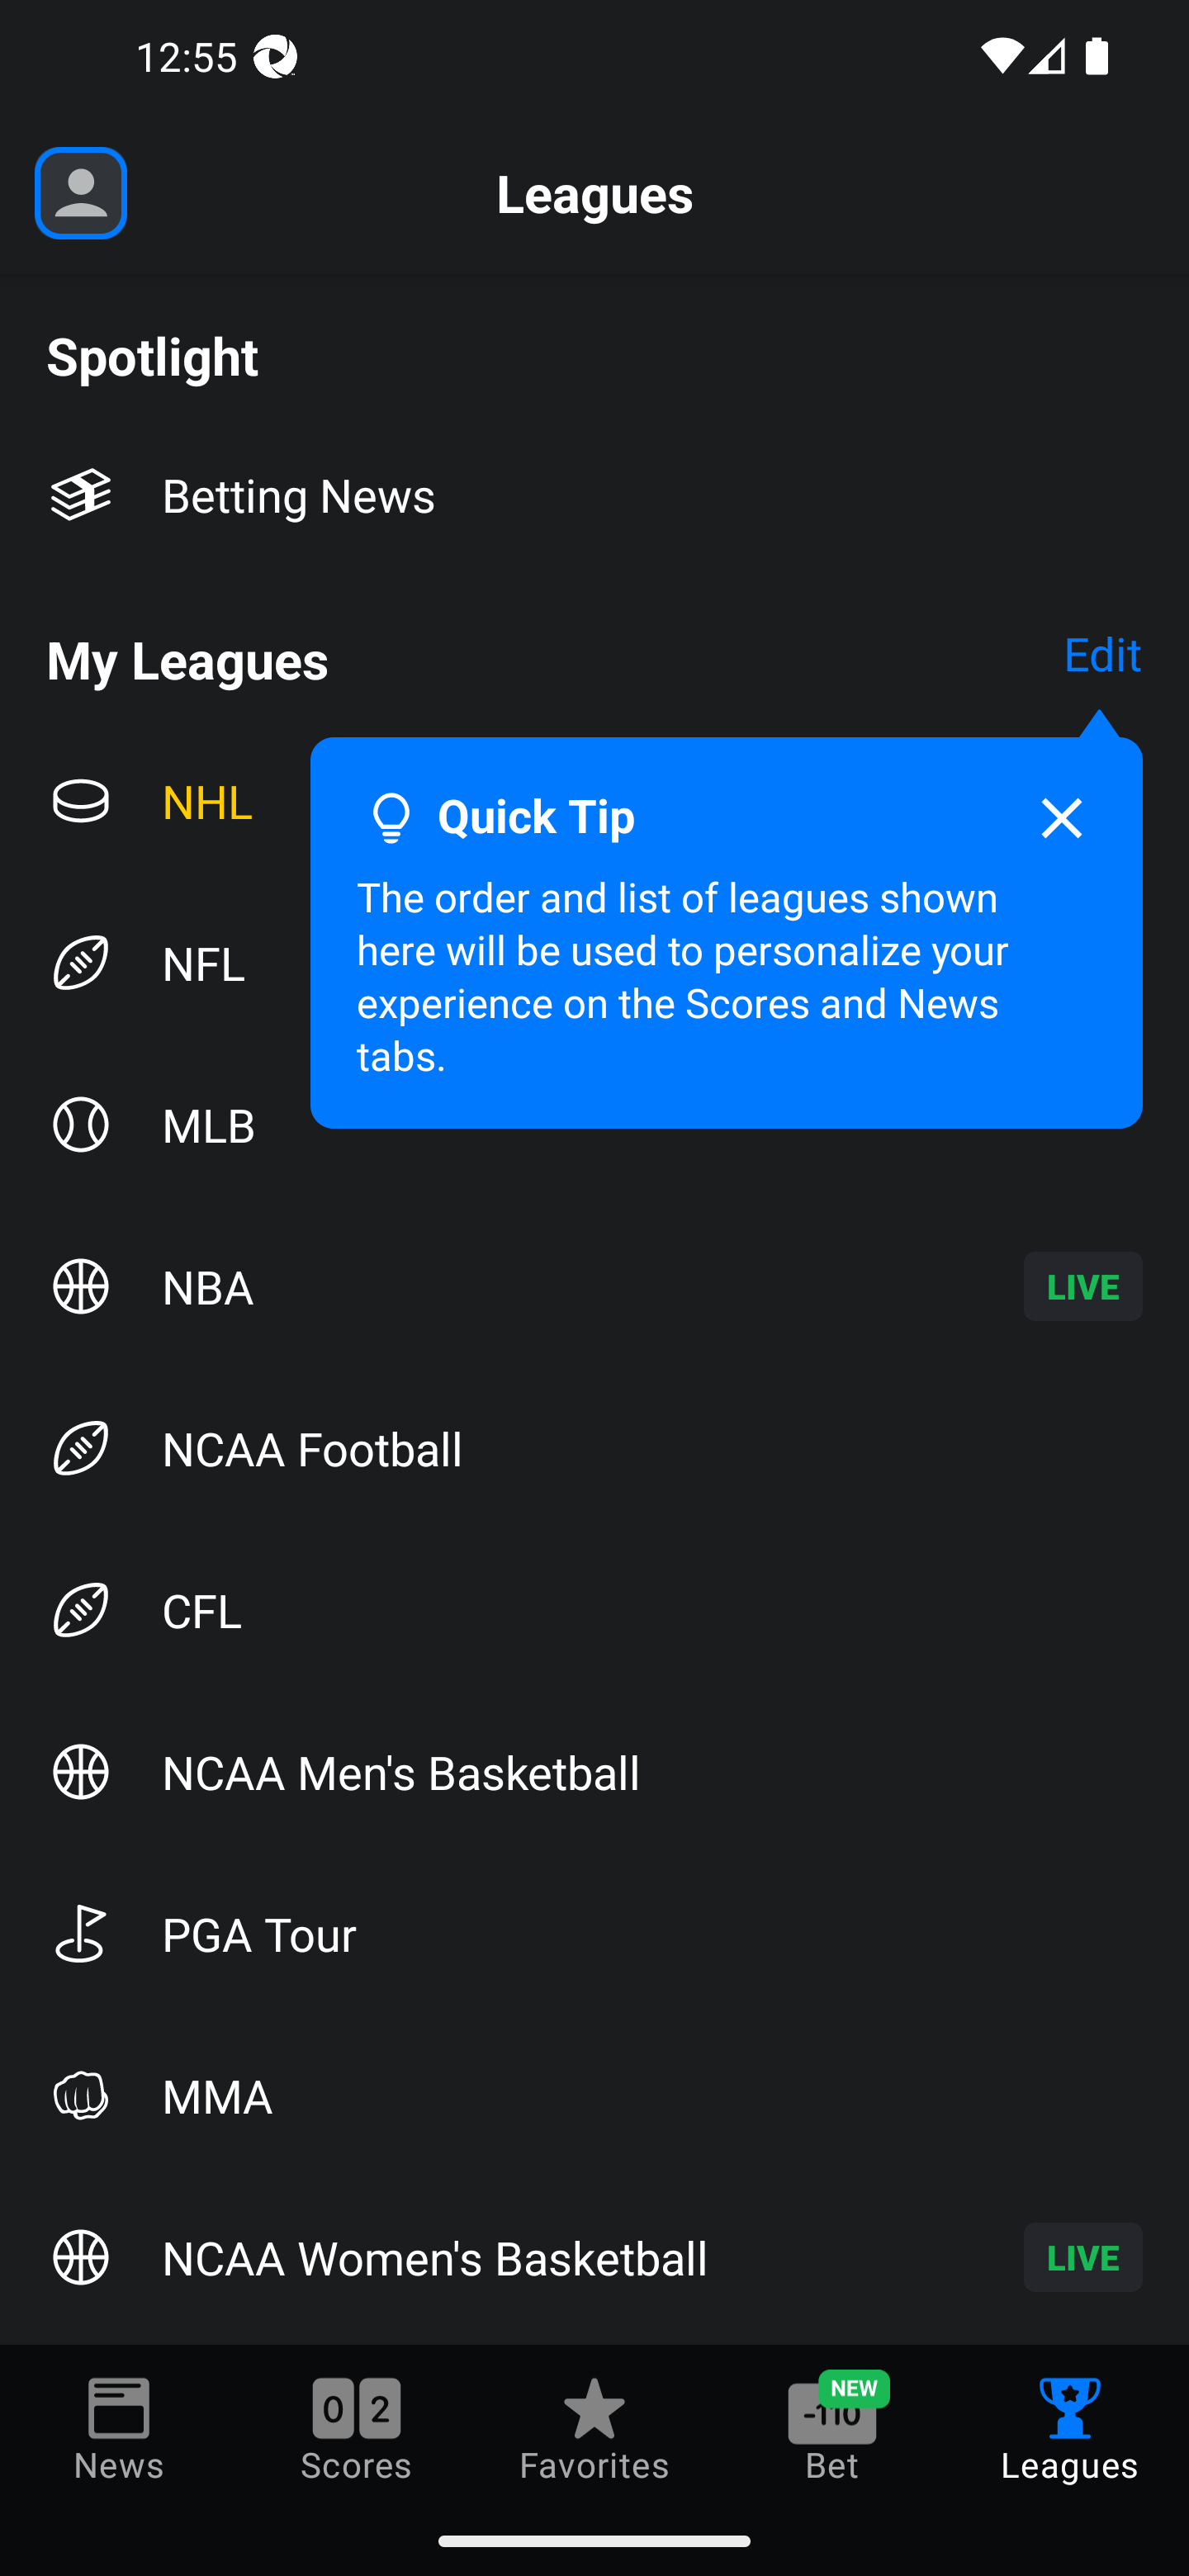 12:55
Leagues
Spotlight
Betting News
My Leagues
Edit
NHL
Quick Tip
The order and list of leagues shown
here will be used to personalize your
experience on the Scores and News
tabs.
NFL
MLB
NBA
LIVE
NCAA Football
CFL
NCAA Men's Basketball
PGA Tour
MMA
NCAA Women's Basketball
LIVE
News
0 2
Scores
Favorites
NEW
-110
Bet
Leagues